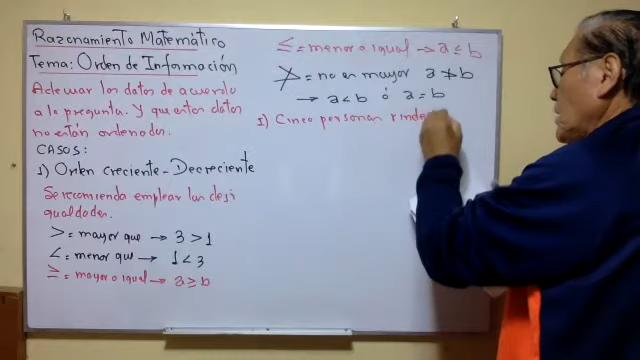 Razonamiento Matemático
Tema: Orden de Información
Adecuar los datos de acuerdo
a la pregunta. Y que estos datos
no están ordenados.
CASOS:
1) Orden creciente - Decreciente
Se recomienda emplear las desi
gualdades.
> = mayor que → 3 > 1
< = menor que → 1 < 3
≥ = mayor o igual → a ≥ b
≤ = menor o igual → a ≤ b
≯ = no es mayor a ≯ b
→ a < b ó a = b
1) Cinco personas rinde